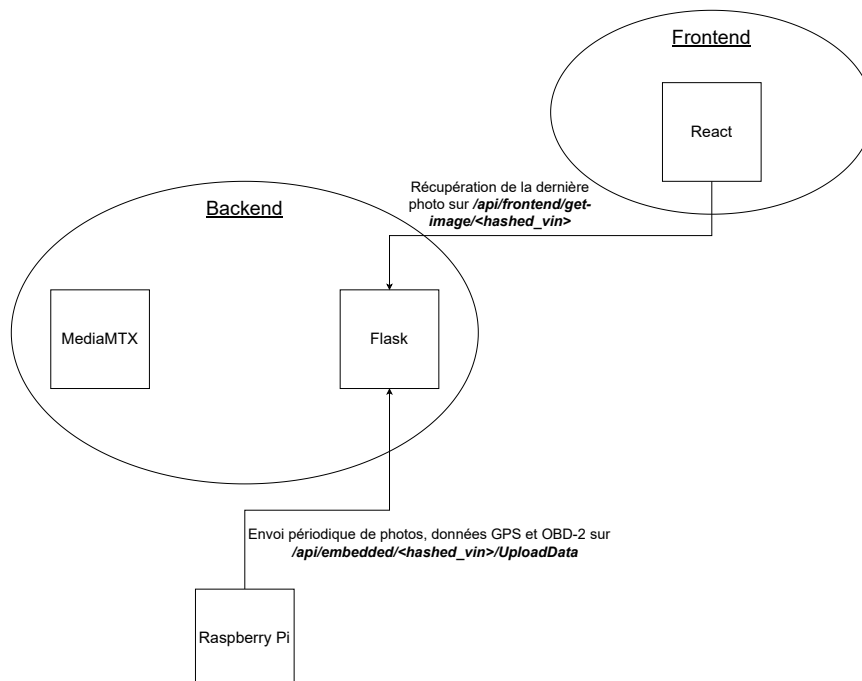 Frontend
React
Récupération de la dernière
photo sur /api/frontend/get-
image/<hashed_vin>
Backend
MediaMTX
Flask
Envoi périodique de photos, données GPS et OBD-2 sur
/api/embedded/<hashed_vin>/UploadData
Raspberry Pi